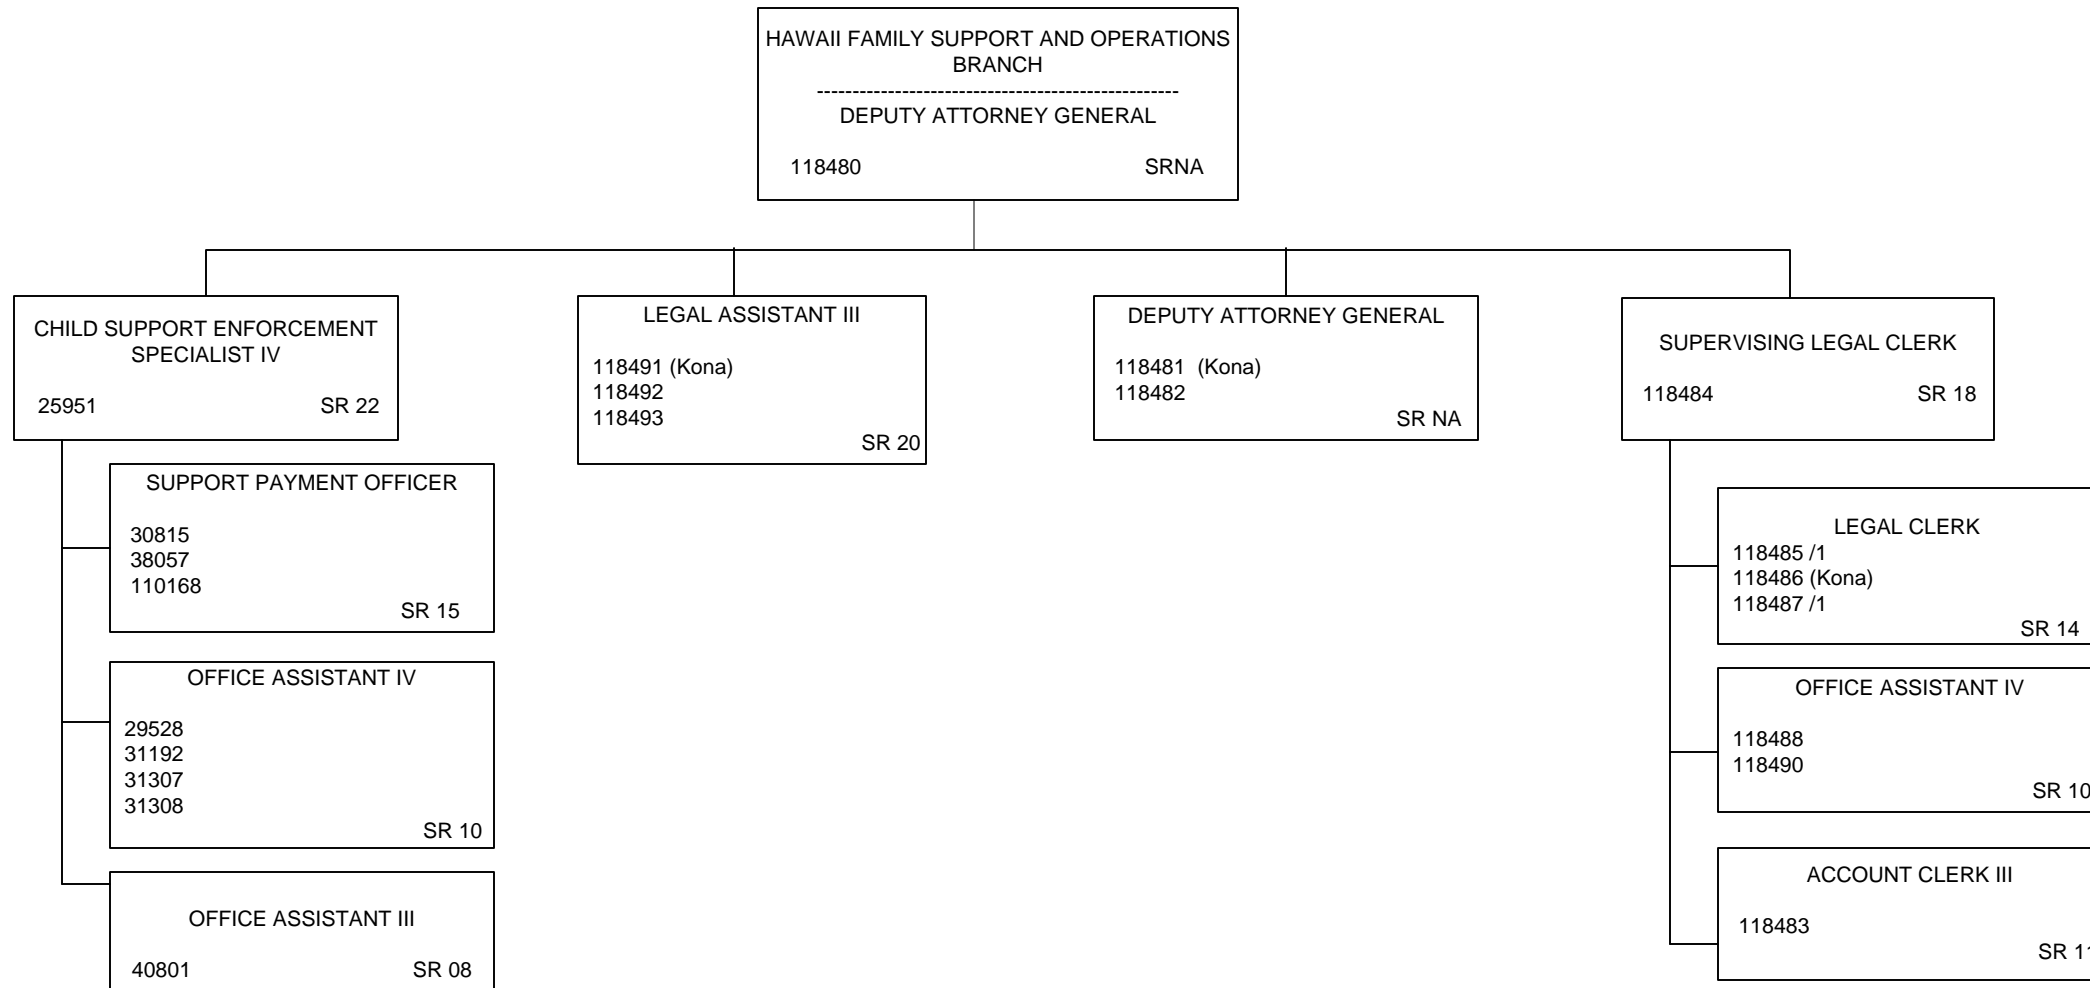 HAWAII FAMILY SUPPORT AND OPERATIONS
BRANCH
---------------------------------------------------
DEPUTY ATTORNEY GENERAL
118480 SRNA
CHILD SUPPORT ENFORCEMENT
SPECIALIST IV
25951 SR 22
LEGAL ASSISTANT III
118491 (Kona)
118492
118493
SR 20
DEPUTY ATTORNEY GENERAL
118481 (Kona)
118482
SR NA
SUPERVISING LEGAL CLERK
118484 SR 18
SUPPORT PAYMENT OFFICER
30815
38057
110168
SR 15
OFFICE ASSISTANT IV
29528
31192
31307
31308
SR 10
OFFICE ASSISTANT III
40801 SR 08
LEGAL CLERK
118485 /1
118486 (Kona)
118487 /1
SR 14
OFFICE ASSISTANT IV
118488
118490
SR 10
ACCOUNT CLERK III
118483
SR 11